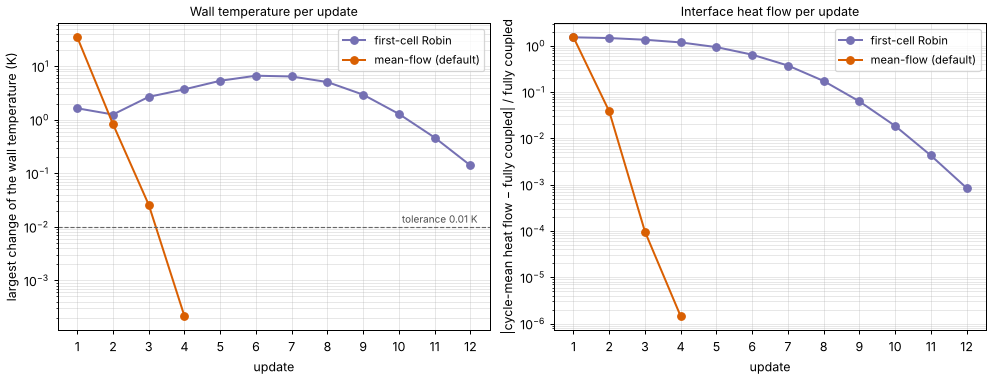 Wall temperature per update
largest change of the wall temperature (K)
10¹
10⁰
10⁻¹
10⁻²
10⁻³
first-cell Robin
mean-flow (default)
tolerance 0.01 K
1 2 3 4 5 6 7 8 9 10 11 12
update
Interface heat flow per update
|cycle-mean heat flow − fully coupled| / fully coupled
10⁰
10⁻¹
10⁻²
10⁻³
10⁻⁴
10⁻⁵
10⁻⁶
first-cell Robin
mean-flow (default)
1 2 3 4 5 6 7 8 9 10 11 12
update